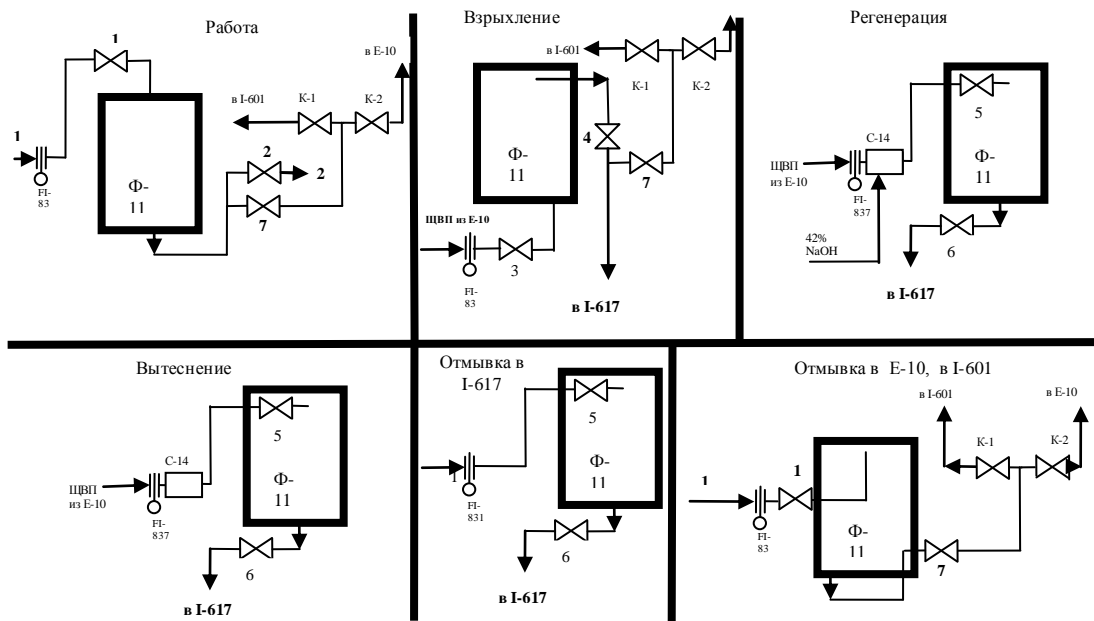 Работа
1
в Е-10
в I-601
К-1
К-2
1
2
2
Ф-
11
FI-
83
7
Взрыхление
в I-601
К-1
К-2
4
Ф-
11
7
ЩВП из Е-10
3
FI-
83
в I-617
Регенерация
5
С-14
ЩВП
из Е-10
Ф-
11
FI-
837
42%
NaOH
6
в I-617
Вытеснение
5
С-14
Ф-
11
ЩВП
из Е-10
FI-
837
6
в I-617
Отмывка в
I-617
5
1
Ф-
11
FI-
831
6
в I-617
Отмывка в Е-10, в I-601
в I-601
в Е-10
К-1
К-2
1
1
FI-
83
Ф-
11
7